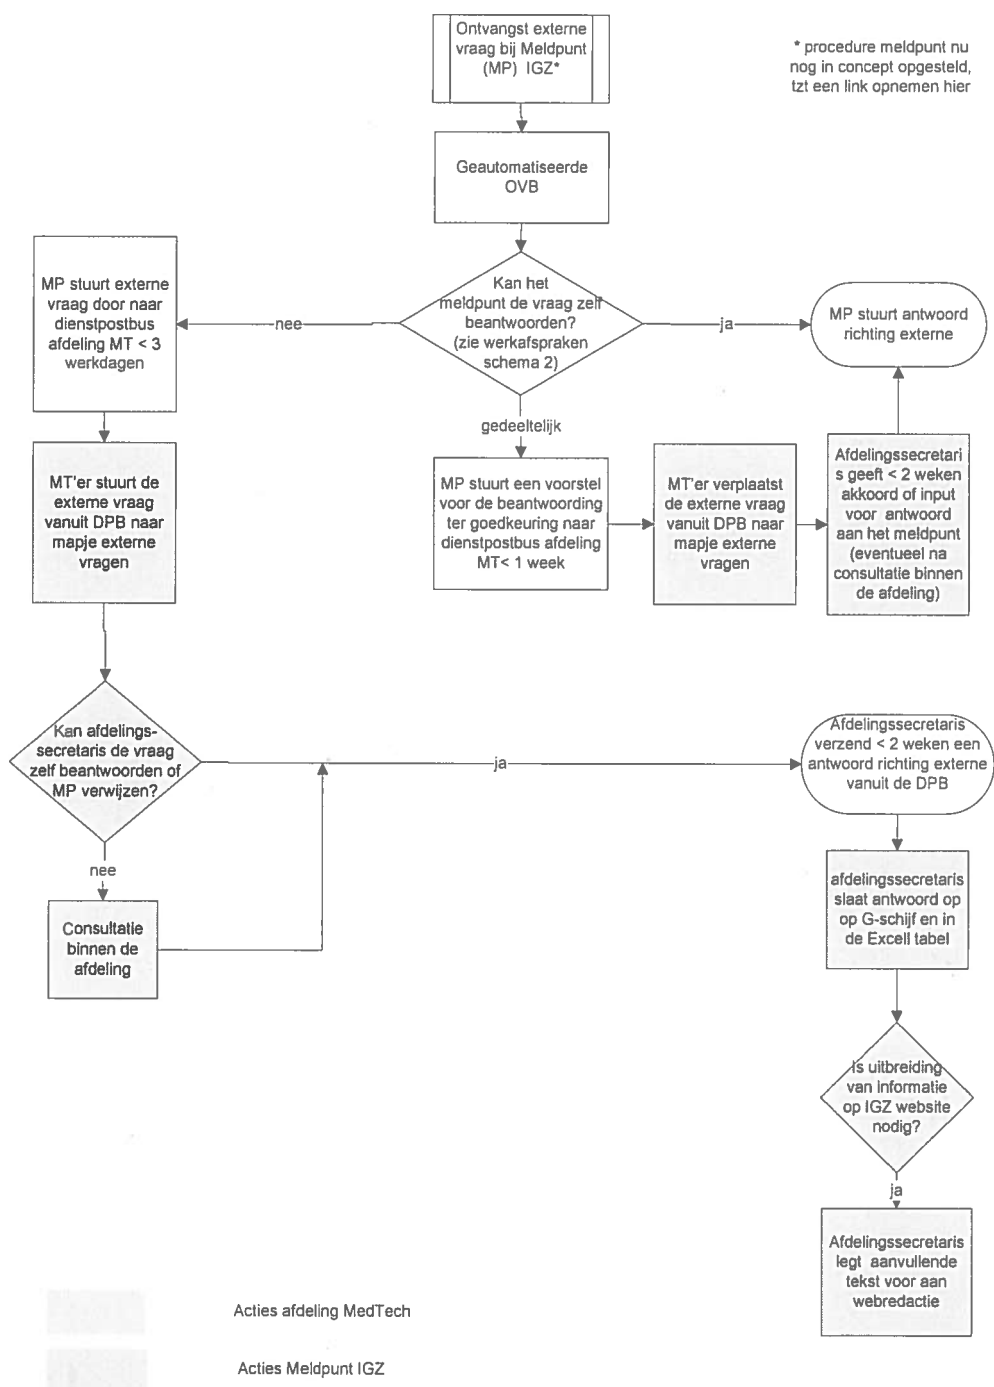 Ontvangst externe
vraag bij Meldpunt
(MP) IGZ*
* procedure meldpunt nu
nog in concept opgesteld,
tzt een link opnemen hier
Geautomatiseerde
OVB
Kan het
meldpunt de vraag zelf
beantwoorden?
(zie werkafspraken
schema 2)
nee
ja
gedeeltelijk
MP stuurt externe
vraag door naar
dienstpostbus
afdeling MT < 3
werkdagen
MP stuurt antwoord
richting externe
MT'er stuurt de
externe vraag
vanuit DPB naar
mapje externe
vragen
MP stuurt een voorstel
voor de beantwoording
ter goedkeuring naar
dienstpostbus afdeling
MT< 1 week
MT'er verplaatst
de externe vraag
vanuit DPB naar
mapje externe
vragen
Afdelingssecretari
s geeft < 2 weken
akkoord of input
voor antwoord
aan het meldpunt
(eventueel na
consultatie binnen
de afdeling)
Kan afdelings-
secretaris de vraag
zelf beantwoorden of
MP verwijzen?
ja
nee
Afdelingssecretaris
verzend < 2 weken een
antwoord richting externe
vanuit de DPB
Consultatie
binnen de
afdeling
afdelingssecretaris
slaat antwoord op
op G-schijf en in
de Excell tabel
Is uitbreiding
van informatie
op IGZ website
nodig?
ja
Afdelingssecretaris
legt aanvullende
tekst voor aan
webredactie
Acties afdeling MedTech
Acties Meldpunt IGZ